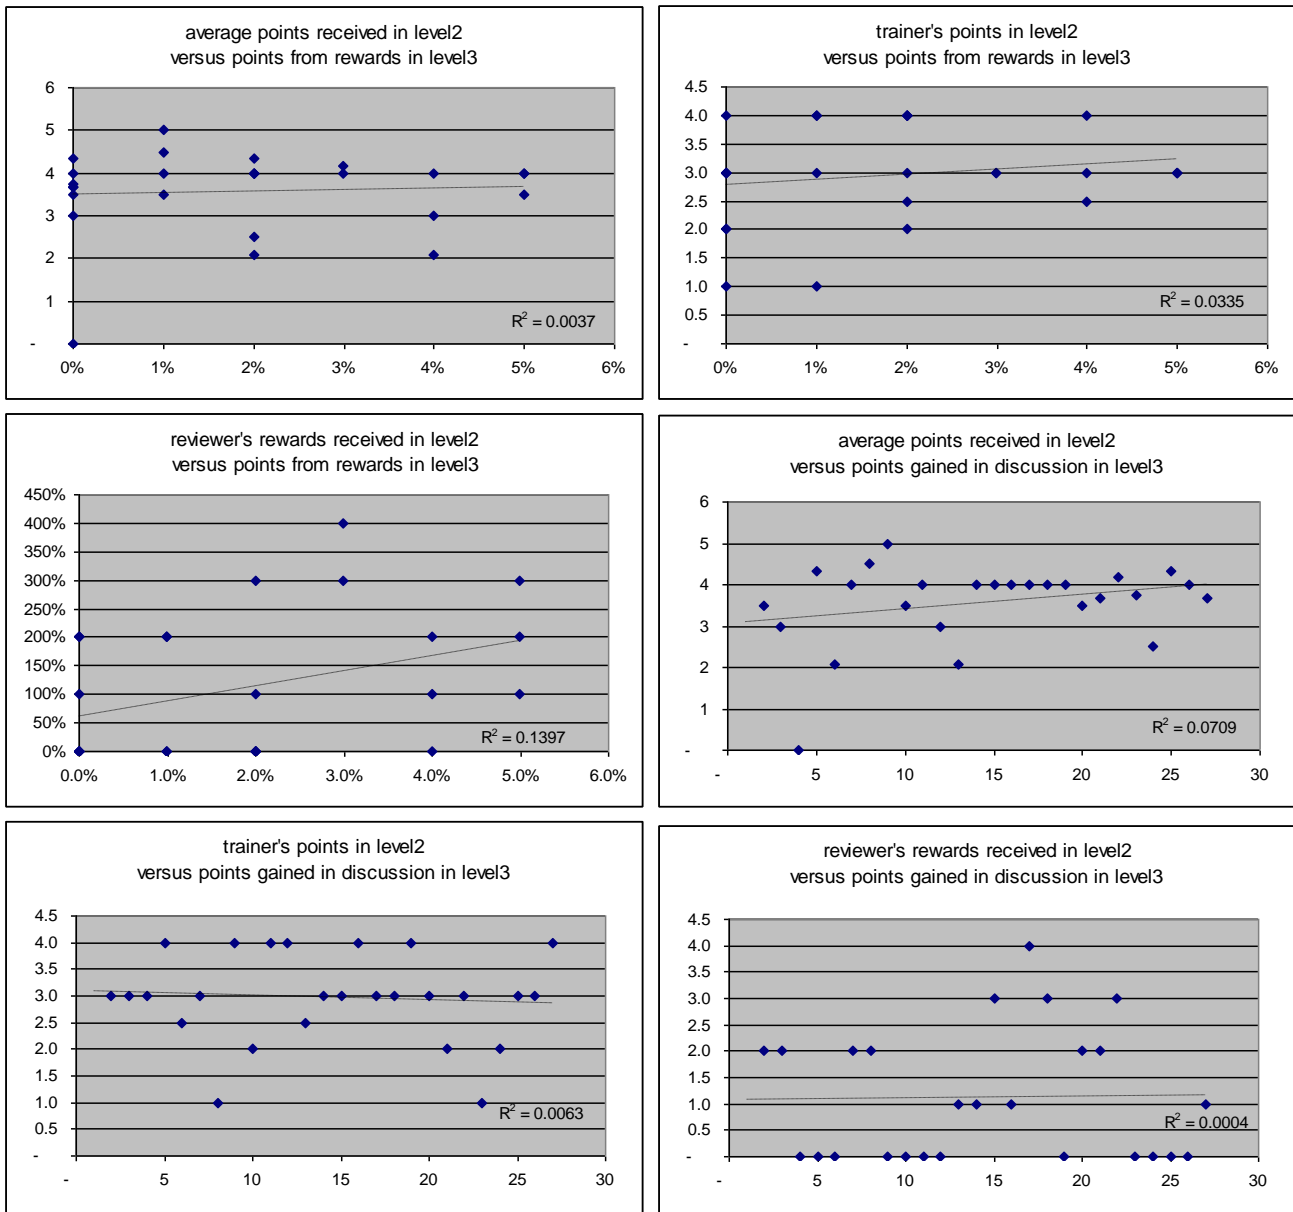 average points received in level2
versus points from rewards in level3
6
5
4
3
2
1
-
R² = 0.0037
0% 1% 2% 3% 4% 5% 6%
trainer's points in level2
versus points from rewards in level3
4.5
4.0
3.5
3.0
2.5
2.0
1.5
1.0
0.5
-
R² = 0.0335
0% 1% 2% 3% 4% 5% 6%
reviewer's rewards received in level2
versus points from rewards in level3
450%
400%
350%
300%
250%
200%
150%
100%
50%
0%
R² = 0.1397
0.0% 1.0% 2.0% 3.0% 4.0% 5.0% 6.0%
average points received in level2
versus points gained in discussion in level3
6
5
4
3
2
1
-
R² = 0.0709
- 5 10 15 20 25 30
trainer's points in level2
versus points gained in discussion in level3
4.5
4.0
3.5
3.0
2.5
2.0
1.5
1.0
0.5
-
R² = 0.0063
- 5 10 15 20 25 30
reviewer's rewards received in level2
versus points gained in discussion in level3
4.5
4.0
3.5
3.0
2.5
2.0
1.5
1.0
0.5
-
R² = 0.0004
- 5 10 15 20 25 30